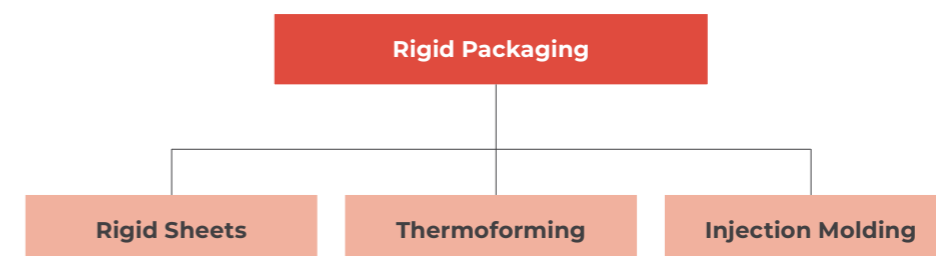 Rigid Packaging
Rigid Sheets
Thermoforming
Injection Molding